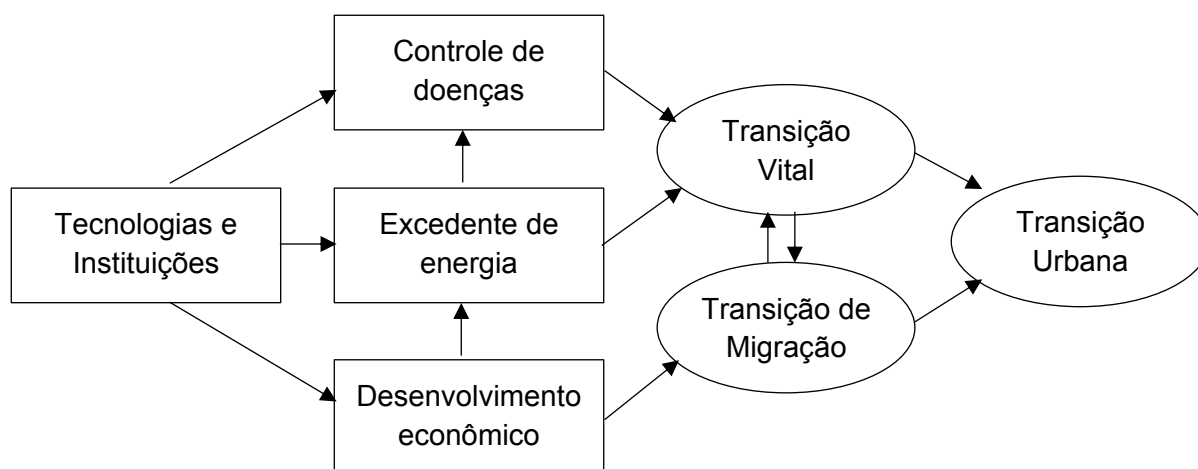 Controle de
doenças
Tecnologias e
Instituições
Excedente de
energia
Desenvolvimento
econômico
Transição
Vital
Transição de
Migração
Transição
Urbana